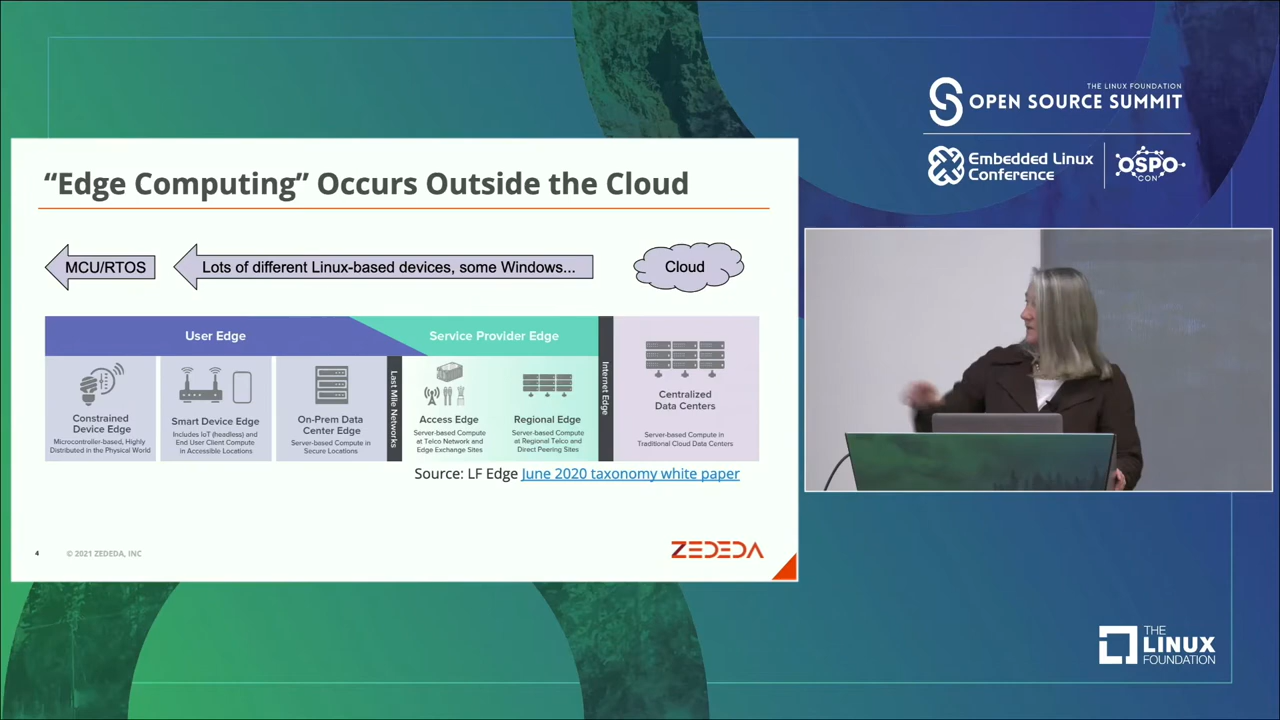 THE LINUX FOUNDATION
OPEN SOURCE SUMMIT
Embedded Linux
Conference
OSPO
CON
“Edge Computing” Occurs Outside the Cloud
MCU/RTOS
Lots of different Linux-based devices, some Windows...
Cloud
User Edge
Service Provider Edge
Constrained
Device Edge
Microcontroller-based, Highly
Distributed in the Physical World
Smart Device Edge
Includes IoT (headless) and
End User Client Compute
in Accessible Locations
On-Prem Data
Center Edge
Server-based Compute in
Secure Locations
Last Mile Networks
Access Edge
Server-based Compute
at Telco Network and
Edge Exchange Sites
Regional Edge
Server-based Compute
at Regional Telco and
Direct Peering Sites
Internet Edge
Centralized
Data Centers
Server-based Compute in
Traditional Cloud Data Centers
Source: LF Edge June 2020 taxonomy white paper
4
© 2021 ZEDEDA, INC
ZEDEDA
THE
LINUX
FOUNDATION